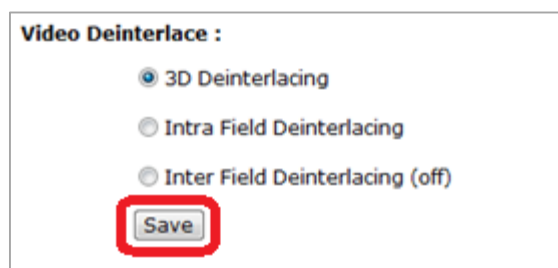 Video Deinterlace :
3D Deinterlacing
Intra Field Deinterlacing
Inter Field Deinterlacing (off)
Save